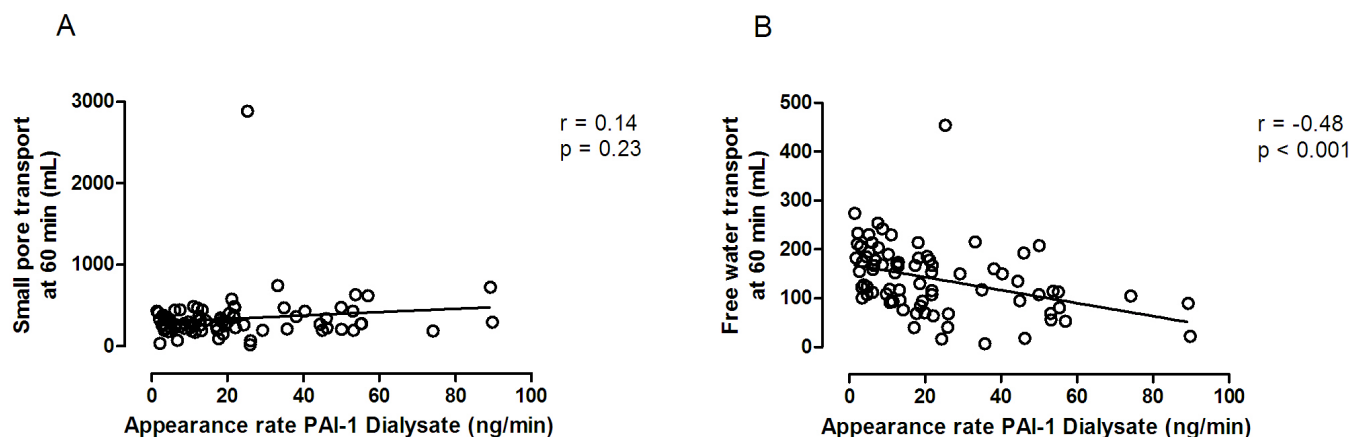 A
Small pore transport
at 60 min (mL)
3000
2000
1000
0
0 20 40 60 80 100
Appearance rate PAI-1 Dialysate (ng/min)
r = 0.14
p = 0.23
B
Free water transport
at 60 min (mL)
500
400
300
200
100
0
0 20 40 60 80 100
Appearance rate PAI-1 Dialysate (ng/min)
r = -0.48
p < 0.001